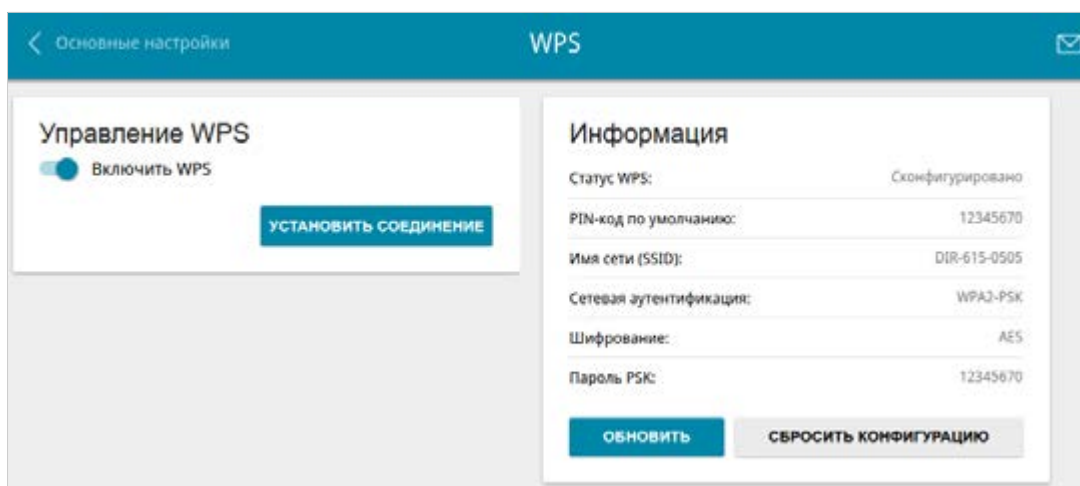 Основные настройки
WPS
Управление WPS
Включить WPS
УСТАНОВИТЬ СОЕДИНЕНИЕ
Информация
Статус WPS: Сконфигурировано
PIN-код по умолчанию: 12345670
Имя сети (SSID): DIR-615-0505
Сетевая аутентификация: WPA2-PSK
Шифрование: AES
Пароль PSK: 12345670
ОБНОВИТЬ СБРОСИТЬ КОНФИГУРАЦИЮ